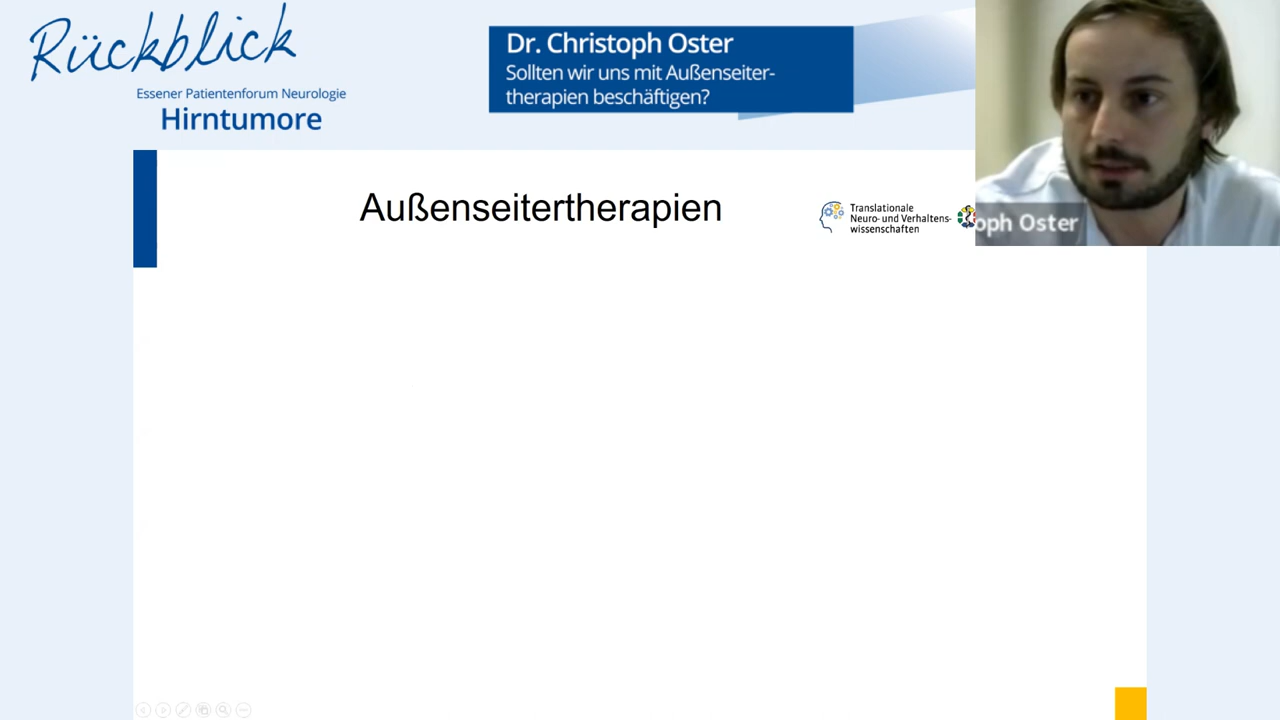 Rückblick
Essener Patientenforum Neurologie
Hirntumore
Dr. Christoph Oster
Sollten wir uns mit Außenseiter-
therapien beschäftigen?
Außenseitertherapien
Translationale
Neuro- und Verhaltens-
wissenschaften
oph Oster